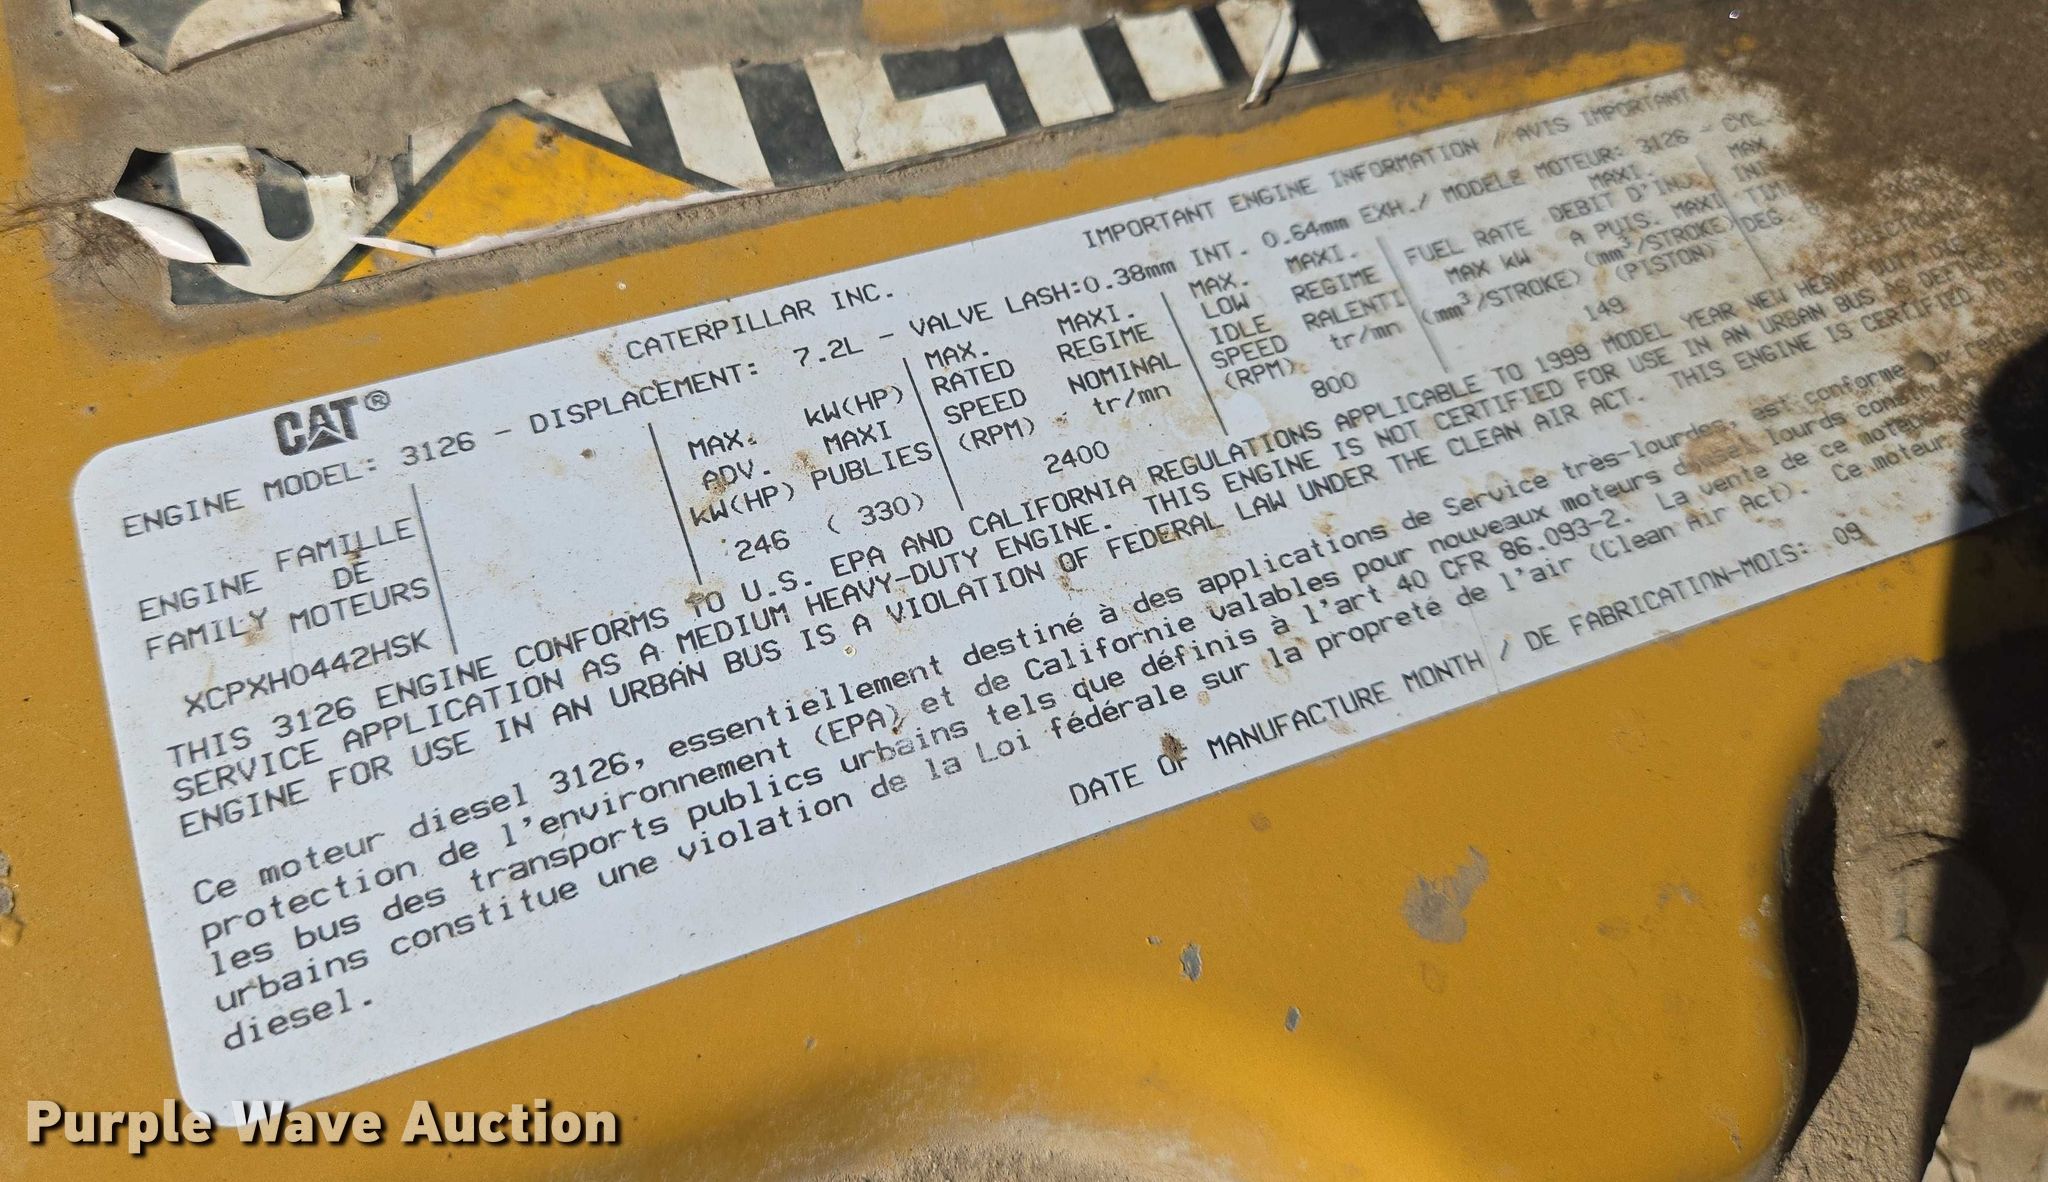 CATERPILLAR INC.
IMPORTANT ENGINE INFORMATION / AVIS IMPORTANT
CAT®
ENGINE MODEL: 3126 - DISPLACEMENT: 7.2L - VALVE LASH:0.38mm INT. 0.64mm EXH./ MODELE MOTEUR: 3126 -
ENGINE FAMILLE
DE
FAMILY MOTEURS
XCPXH0442HSK
MAX. kW(HP)
ADV. MAXI
kW(HP) PUBLIES
246 ( 330)
MAX. MAXI.
RATED REGIME
SPEED NOMINAL
(RPM) tr/mn
2400
MAX. MAXI.
LOW REGIME
IDLE RALENTI
SPEED tr/mn
(RPM)
800
MAXI.
FUEL RATE DEBIT D'INJ.
MAX kW A PUIS. MAXI
(mm³/STROKE) (mm³/STROKE)
(PISTON)
149
MAX.
DEG.
THIS 3126 ENGINE CONFORMS TO U.S. EPA AND CALIFORNIA REGULATIONS APPLICABLE TO 1999 MODEL YEAR NEW HEAVY DUTY
SERVICE APPLICATION AS A MEDIUM HEAVY-DUTY ENGINE. THIS ENGINE IS NOT CERTIFIED FOR USE IN AN URBAN BUS AS
ENGINE FOR USE IN AN URBAN BUS IS A VIOLATION OF FEDERAL LAW UNDER THE CLEAN AIR ACT. THIS ENGINE IS CERTIFIED TO
Ce moteur diesel 3126, essentiellement destiné à des applications de Service très-lourdes, est conforme aux
protection de l'environnement (EPA) et de Californie valables pour nouveaux moteurs diesel lourds
les bus des transports publics urbains tels que définis à l'art 40 CFR 86.093-2. La vente de ce moteur
urbains constitue une violation de la Loi fédérale sur la propreté de l'air (Clean Air Act). Ce moteur
diesel.
DATE OF MANUFACTURE MONTH / DE FABRICATION-MOIS: 09
Purple Wave Auction